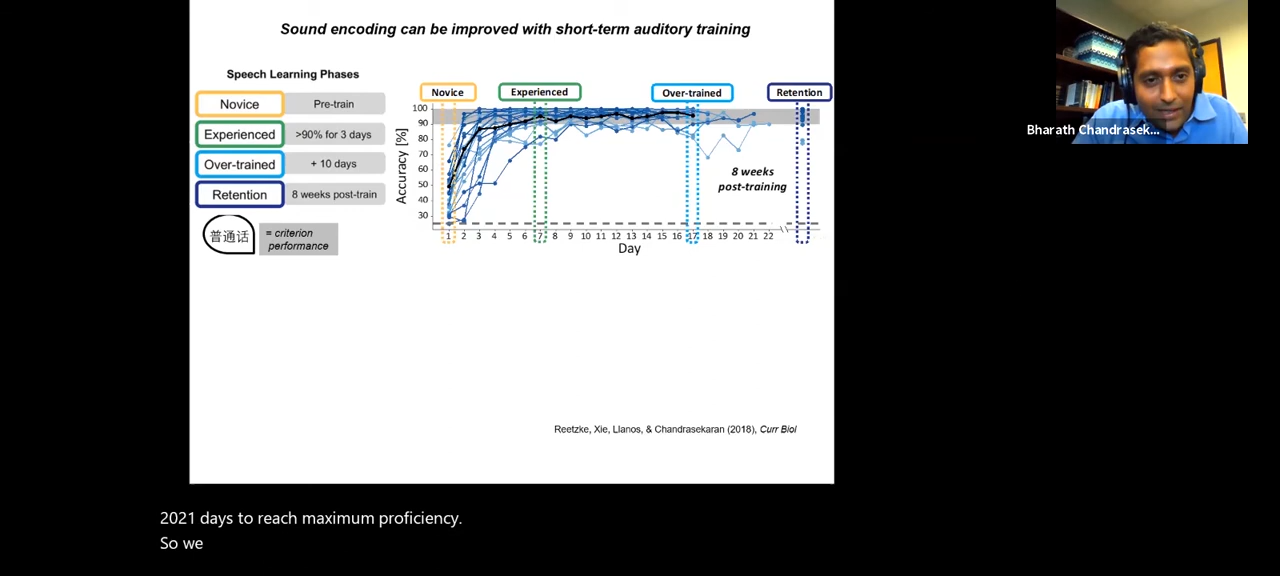 Sound encoding can be improved with short-term auditory training
Speech Learning Phases
Novice Pre-train
Experienced >90% for 3 days
Over-trained + 10 days
Retention 8 weeks post-train
普通话 = criterion
performance
Novice Experienced Over-trained Retention
100
90
80
70
60
50
40
30
Accuracy [%]
8 weeks
post-training
1 2 3 4 5 6 7 8 9 10 11 12 13 14 15 16 17 18 19 20 21 22
Day
Reetzke, Xie, Llanos, & Chandrasekaran (2018), Curr Biol
Bharath Chandrasek...
2021 days to reach maximum proficiency.
So we